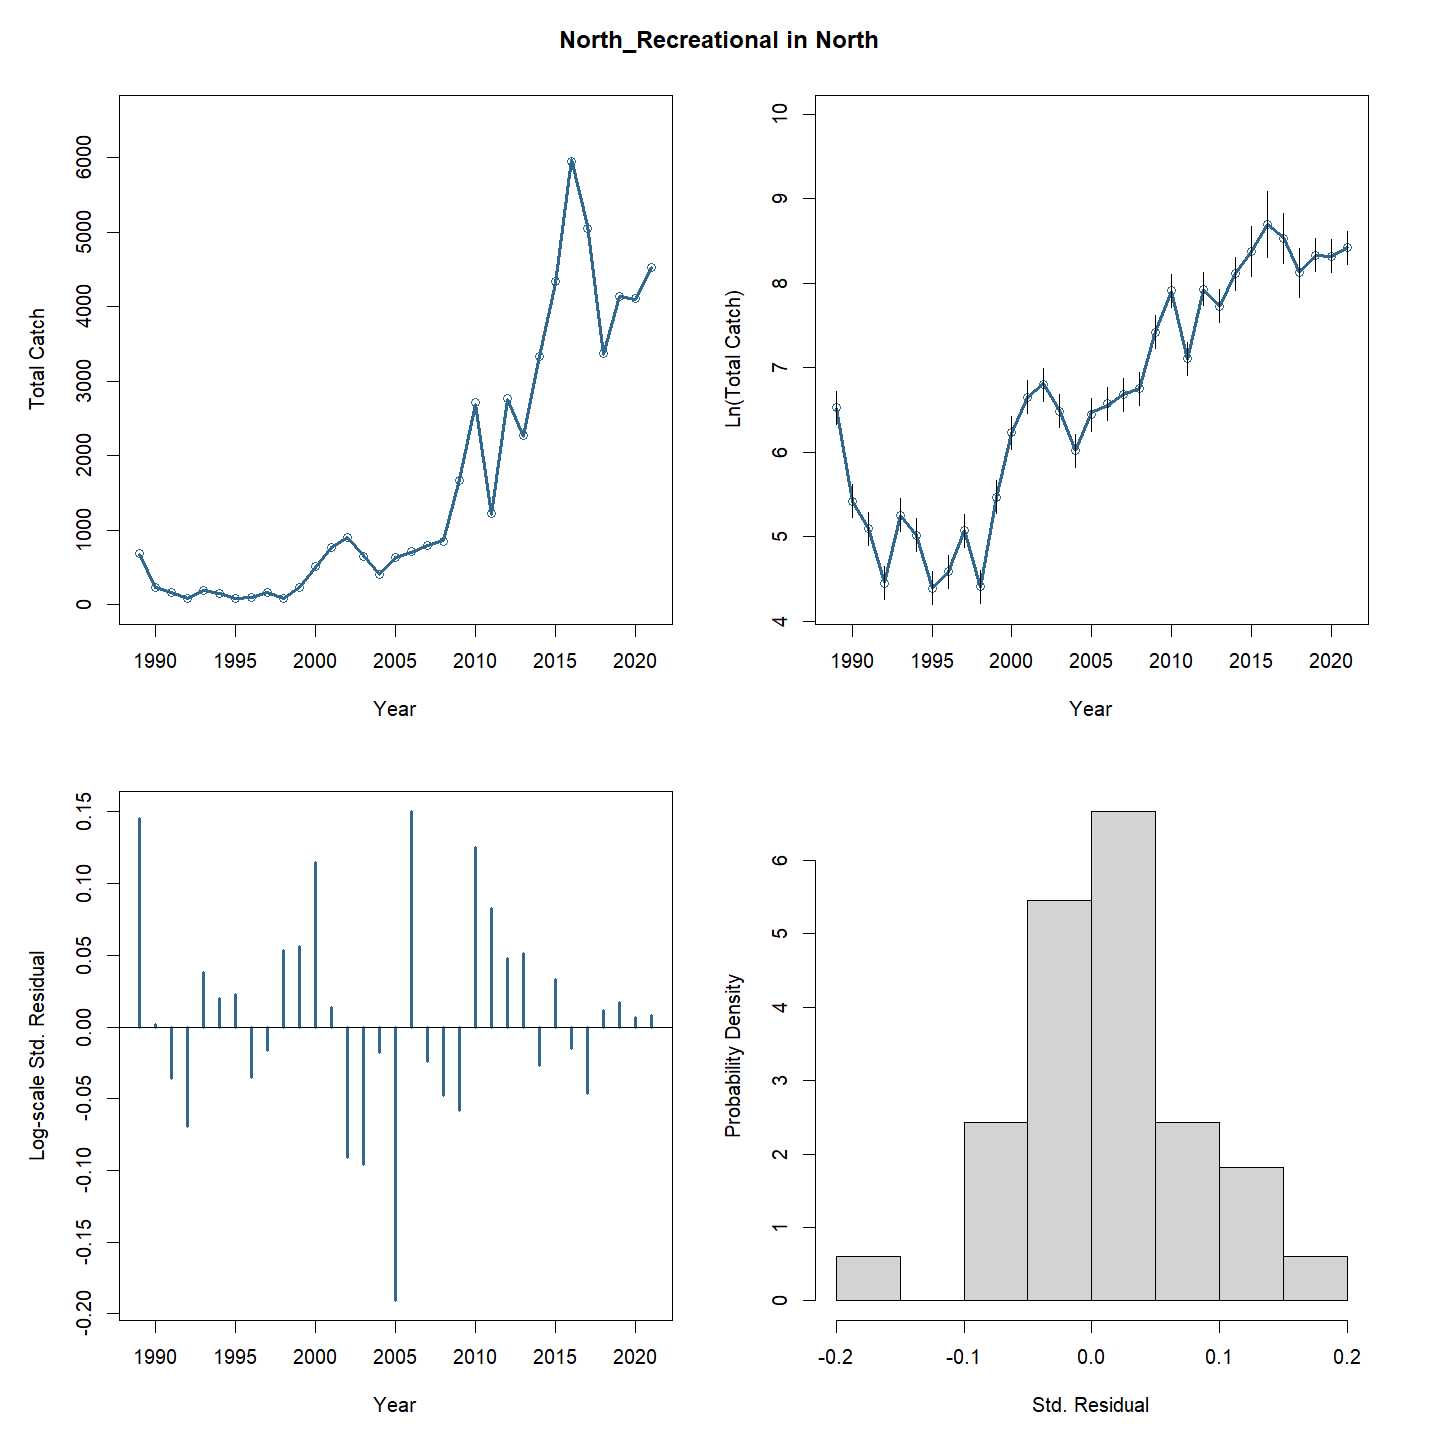 North_Recreational in North
Total Catch
0 1000 2000 3000 4000 5000 6000
1990 1995 2000 2005 2010 2015 2020
Year
Ln(Total Catch)
4 5 6 7 8 9 10
1990 1995 2000 2005 2010 2015 2020
Year
Log-scale Std. Residual
-0.20 -0.15 -0.10 -0.05 0.00 0.05 0.10 0.15
1990 1995 2000 2005 2010 2015 2020
Year
Probability Density
0 1 2 3 4 5 6
-0.2 -0.1 0.0 0.1 0.2
Std. Residual